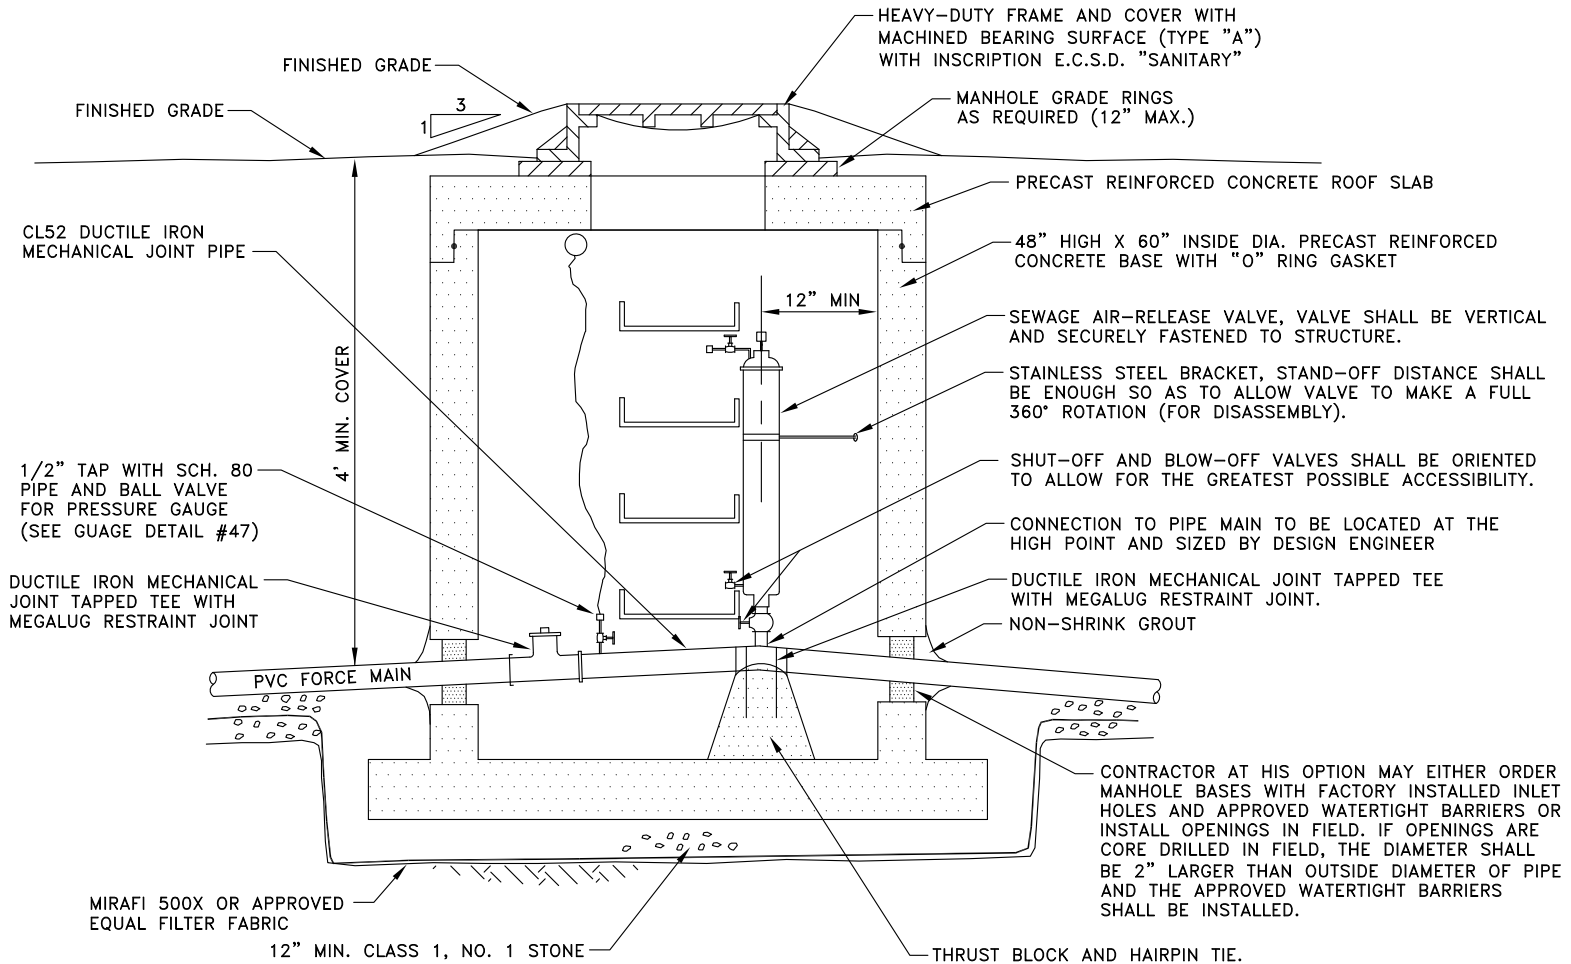 HEAVY-DUTY FRAME AND COVER WITH
MACHINED BEARING SURFACE (TYPE "A")
WITH INSCRIPTION E.C.S.D. "SANITARY"
FINISHED GRADE
FINISHED GRADE
3
1
MANHOLE GRADE RINGS
AS REQUIRED (12" MAX.)
PRECAST REINFORCED CONCRETE ROOF SLAB
CL52 DUCTILE IRON
MECHANICAL JOINT PIPE
48" HIGH X 60" INSIDE DIA. PRECAST REINFORCED
CONCRETE BASE WITH "O" RING GASKET
12" MIN
SEWAGE AIR-RELEASE VALVE, VALVE SHALL BE VERTICAL
AND SECURELY FASTENED TO STRUCTURE.
4' MIN. COVER
STAINLESS STEEL BRACKET, STAND-OFF DISTANCE SHALL
BE ENOUGH SO AS TO ALLOW VALVE TO MAKE A FULL
360° ROTATION (FOR DISASSEMBLY).
1/2" TAP WITH SCH. 80
PIPE AND BALL VALVE
FOR PRESSURE GAUGE
(SEE GUAGE DETAIL #47)
SHUT-OFF AND BLOW-OFF VALVES SHALL BE ORIENTED
TO ALLOW FOR THE GREATEST POSSIBLE ACCESSIBILITY.
CONNECTION TO PIPE MAIN TO BE LOCATED AT THE
HIGH POINT AND SIZED BY DESIGN ENGINEER
DUCTILE IRON MECHANICAL
JOINT TAPPED TEE WITH
MEGALUG RESTRAINT JOINT
DUCTILE IRON MECHANICAL JOINT TAPPED TEE
WITH MEGALUG RESTRAINT JOINT.
NON-SHRINK GROUT
PVC FORCE MAIN
CONTRACTOR AT HIS OPTION MAY EITHER ORDER
MANHOLE BASES WITH FACTORY INSTALLED INLET
HOLES AND APPROVED WATERTIGHT BARRIERS OR
INSTALL OPENINGS IN FIELD. IF OPENINGS ARE
CORE DRILLED IN FIELD, THE DIAMETER SHALL
BE 2" LARGER THAN OUTSIDE DIAMETER OF PIPE
AND THE APPROVED WATERTIGHT BARRIERS
SHALL BE INSTALLED.
MIRAFI 500X OR APPROVED
EQUAL FILTER FABRIC
12" MIN. CLASS 1, NO. 1 STONE
THRUST BLOCK AND HAIRPIN TIE.